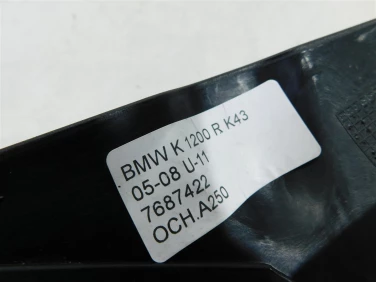 BMW K 1200 R K43
05-08 U-11
7687422
OCH.A250